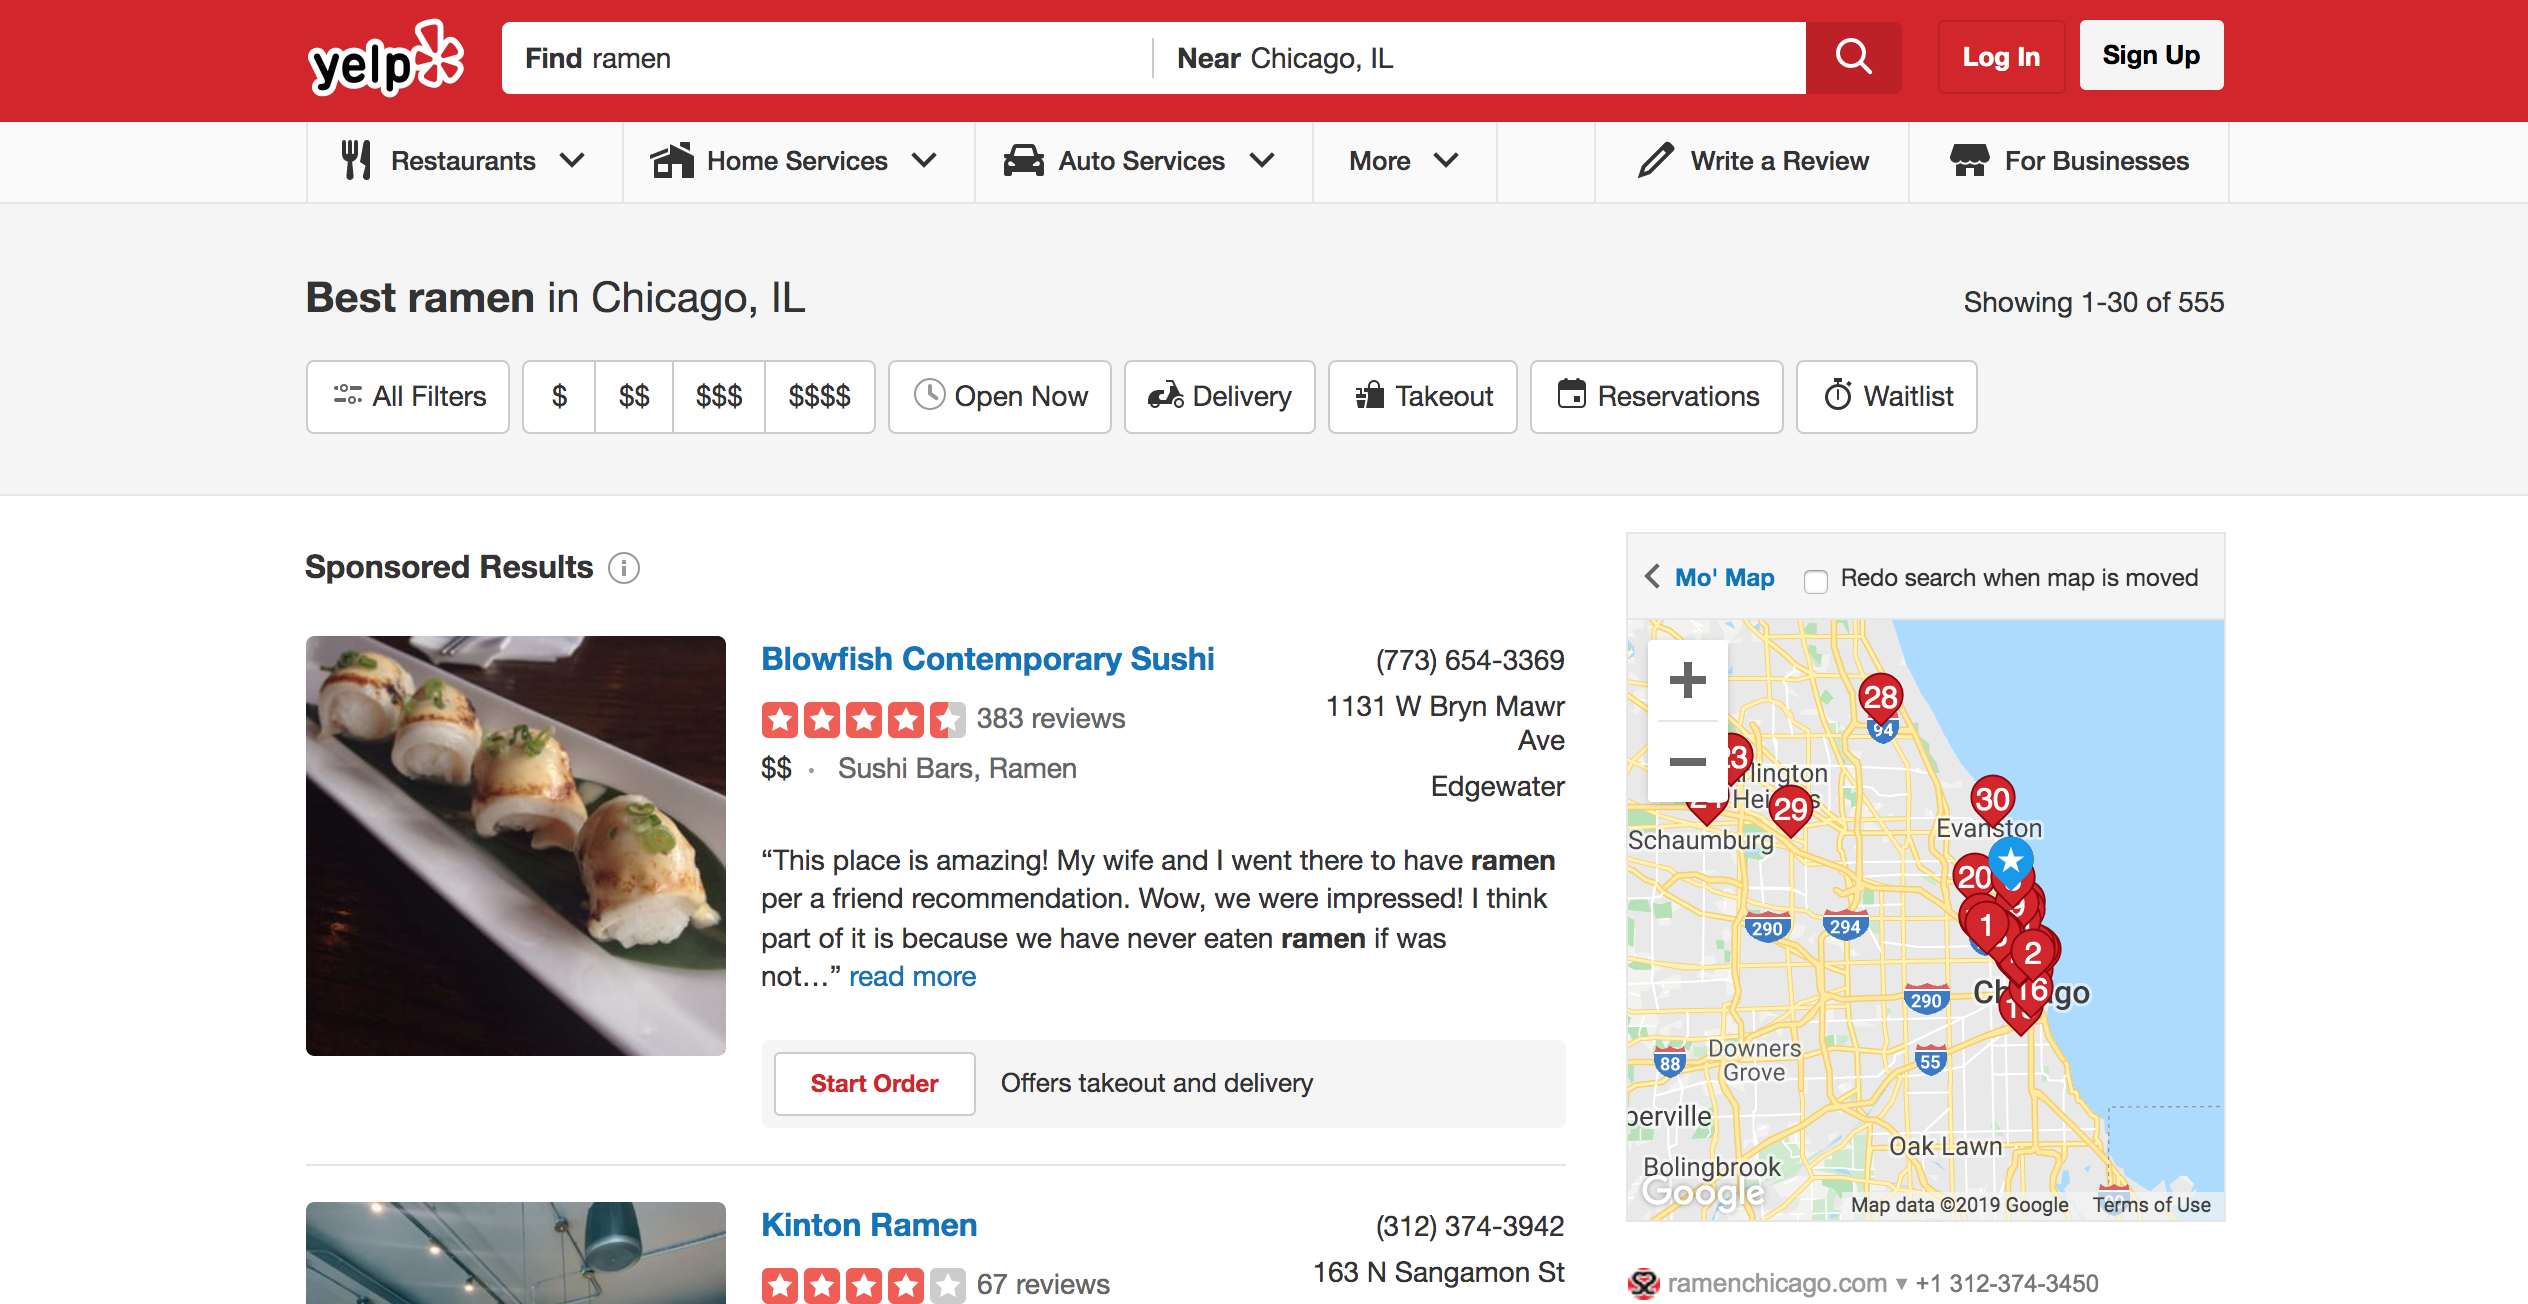 yelp
Find ramen
Near Chicago, IL
Log In
Sign Up
Restaurants
Home Services
Auto Services
More
Write a Review
For Businesses
Best ramen in Chicago, IL
Showing 1-30 of 555
All Filters
$
$$
$$$
$$$$
Open Now
Delivery
Takeout
Reservations
Waitlist
Sponsored Results
Blowfish Contemporary Sushi
383 reviews
$$ · Sushi Bars, Ramen
(773) 654-3369
1131 W Bryn Mawr
Ave
Edgewater
“This place is amazing! My wife and I went there to have ramen
per a friend recommendation. Wow, we were impressed! I think
part of it is because we have never eaten ramen if was
not…” read more
Start Order
Offers takeout and delivery
Kinton Ramen
67 reviews
(312) 374-3942
163 N Sangamon St
Mo' Map
Redo search when map is moved
28
94
29
Schaumburg
30
Evanston
20
1
2
290
294
290
16
88
Downers
Grove
55
Oak Lawn
Bolingbrook
Google
Map data ©2019 Google
Terms of Use
ramenchicago.com
+1 312-374-3450